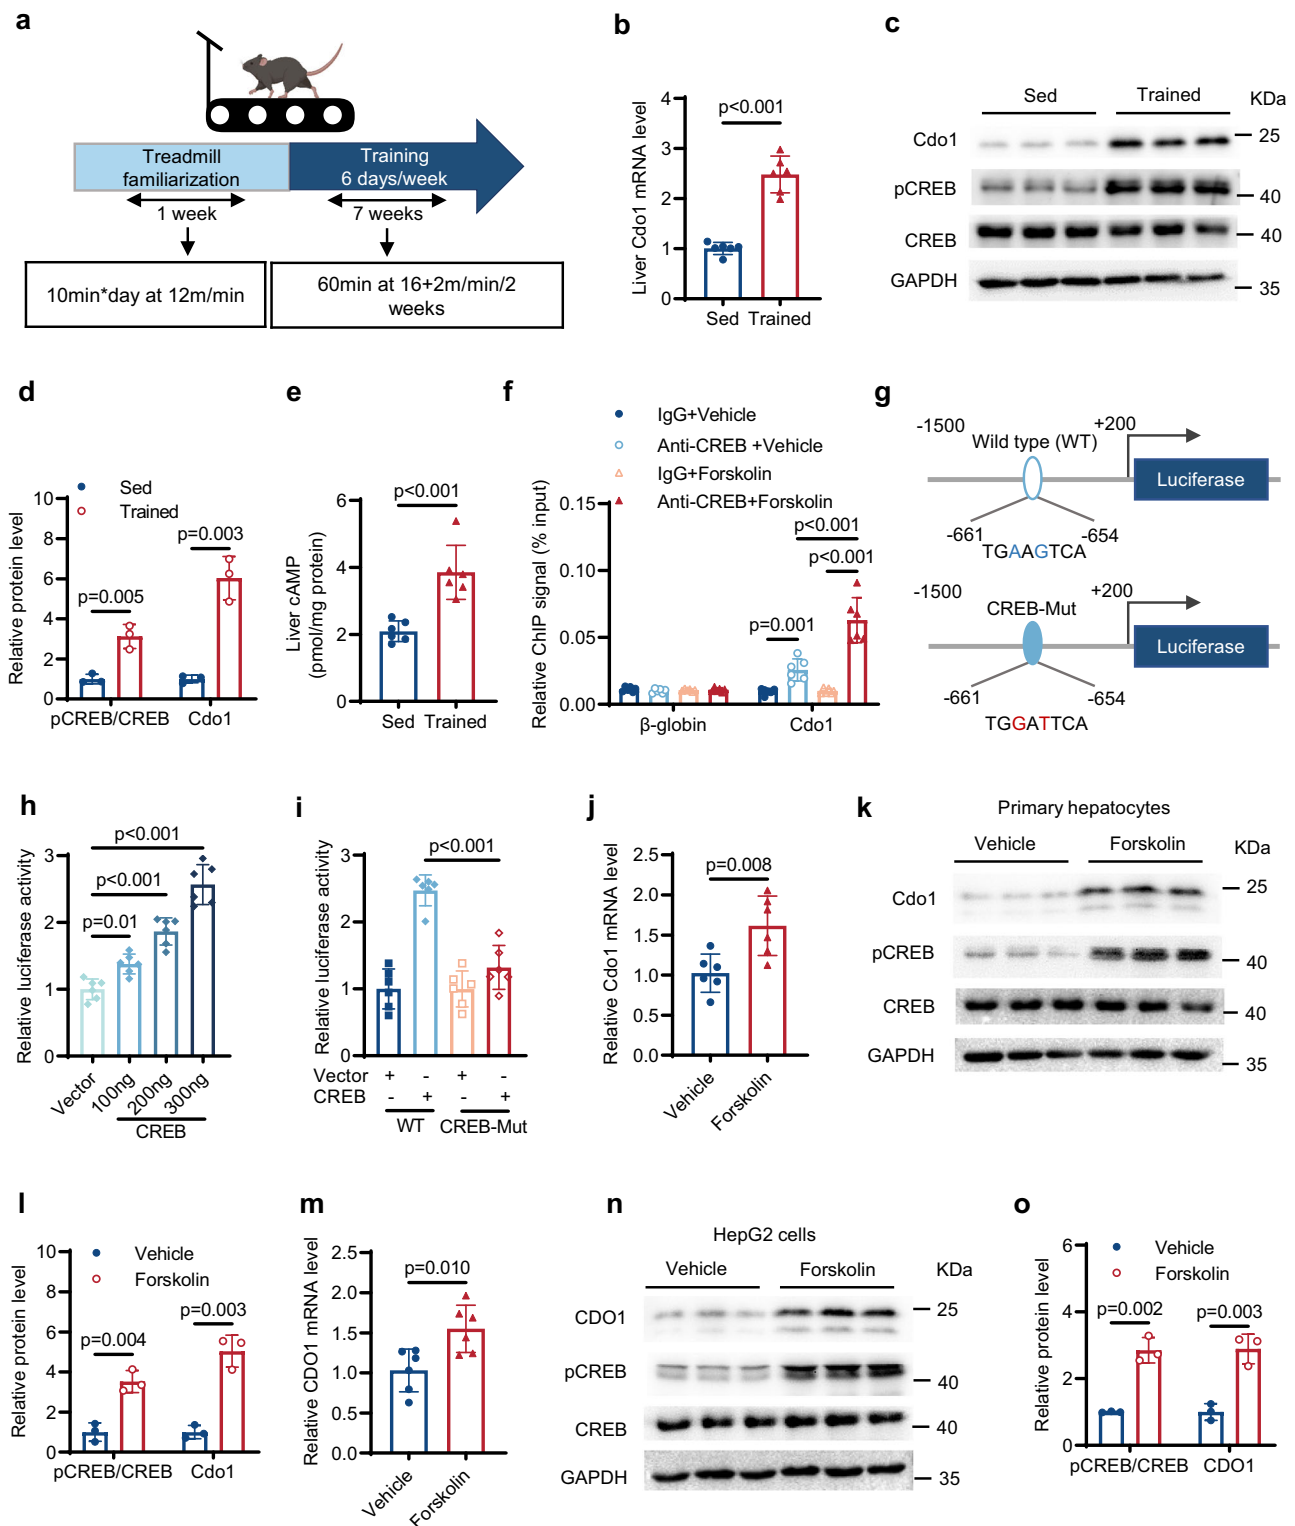 a
Treadmill
familiarization
Training
6 days/week
1 week
7 weeks
10min*day at 12m/min
60min at 16+2m/min/2
weeks
b
Liver Cdo1 mRNA level
4
3
2
1
0
p<0.001
Sed
Trained
c
Sed
Trained
KDa
Cdo1
25
pCREB
40
CREB
40
GAPDH
35
d
Relative protein level
10
8
6
4
2
0
Sed
Trained
p=0.005
p=0.003
pCREB/CREB
Cdo1
e
Liver cAMP
(pmol/mg protein)
6
4
2
0
p<0.001
Sed
Trained
f
IgG+Vehicle
Anti-CREB +Vehicle
IgG+Forskolin
Anti-CREB+Forskolin
Relative ChIP signal (% input)
0.15
0.10
0.05
0.00
p<0.001
p<0.001
p=0.001
β-globin
Cdo1
g
-1500
+200
Wild type (WT)
Luciferase
-661
-654
TGAAGTCA
-1500
+200
CREB-Mut
Luciferase
-661
-654
TGGATTCA
h
Relative luciferase activity
3
2
1
0
p<0.001
p<0.001
p=0.01
Vector
100ng
200ng
300ng
CREB
i
Relative luciferase activity
3
2
1
0
p<0.001
Vector + - + -
CREB - + - +
WT
CREB-Mut
j
Relative Cdo1 mRNA level
2.5
2.0
1.5
1.0
0.5
0.0
p=0.008
Vehicle
Forskolin
k
Primary hepatocytes
Vehicle
Forskolin
KDa
Cdo1
25
pCREB
40
CREB
40
GAPDH
35
l
Relative protein level
10
8
6
4
2
0
Vehicle
Forskolin
p=0.004
p=0.003
pCREB/CREB
Cdo1
m
Relative CDO1 mRNA level
2.5
2.0
1.5
1.0
0.5
0.0
p=0.010
Vehicle
Forskolin
n
HepG2 cells
Vehicle
Forskolin
KDa
CDO1
25
pCREB
40
CREB
40
GAPDH
35
o
Relative protein level
6
4
2
0
Vehicle
Forskolin
p=0.002
p=0.003
pCREB/CREB
CDO1